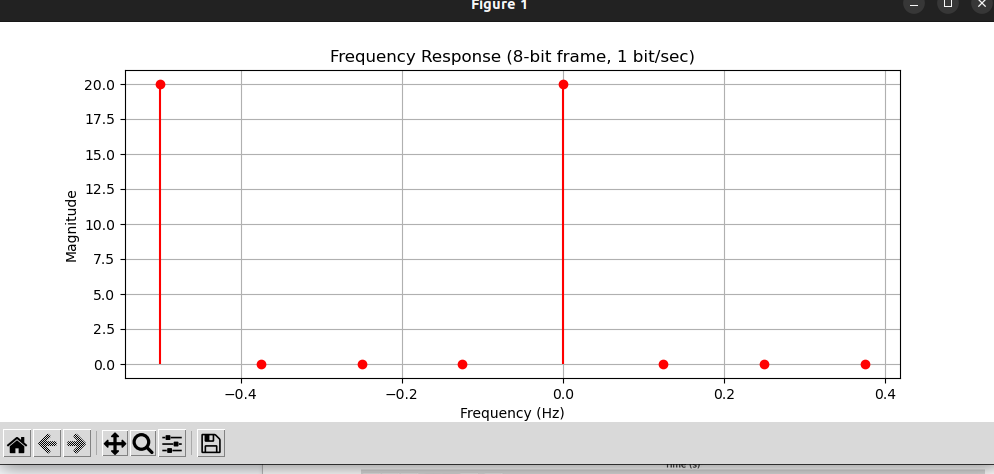 Figure 1
Frequency Response (8-bit frame, 1 bit/sec)
20.0
17.5
15.0
12.5
10.0
7.5
5.0
2.5
0.0
Magnitude
−0.4 −0.2 0.0 0.2 0.4
Frequency (Hz)
Time (s)